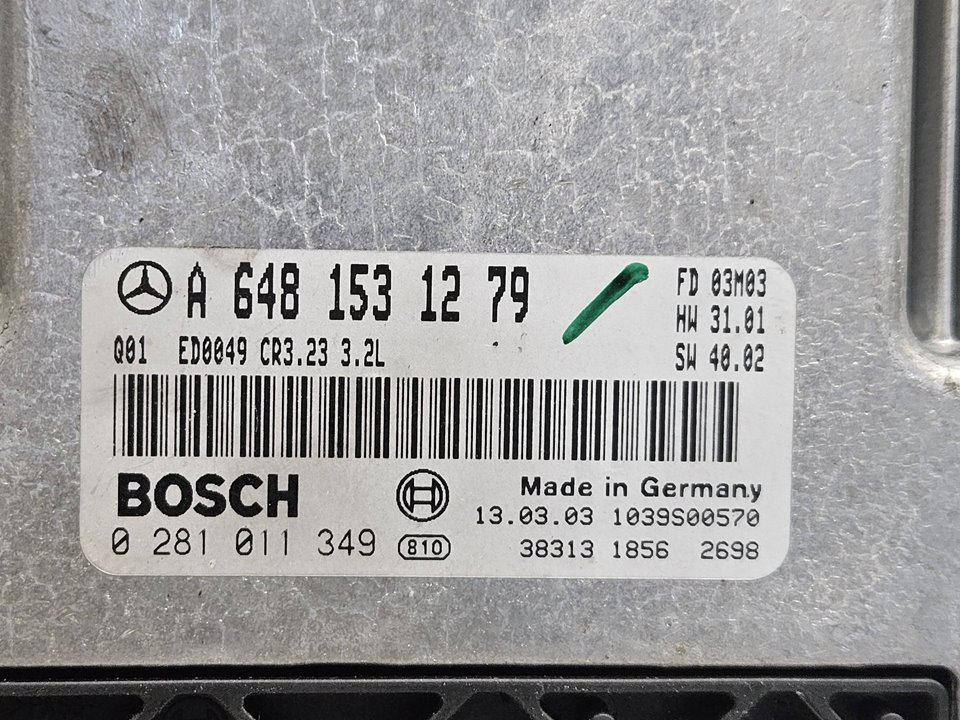 A 648 153 12 79
FD 03M03
HW 31.01
Q01 ED0049 CR3.23 3.2L
SW 40.02
BOSCH
Made in Germany
13.03.03 1039S00570
0 281 011 349
810
38313 1856 2698